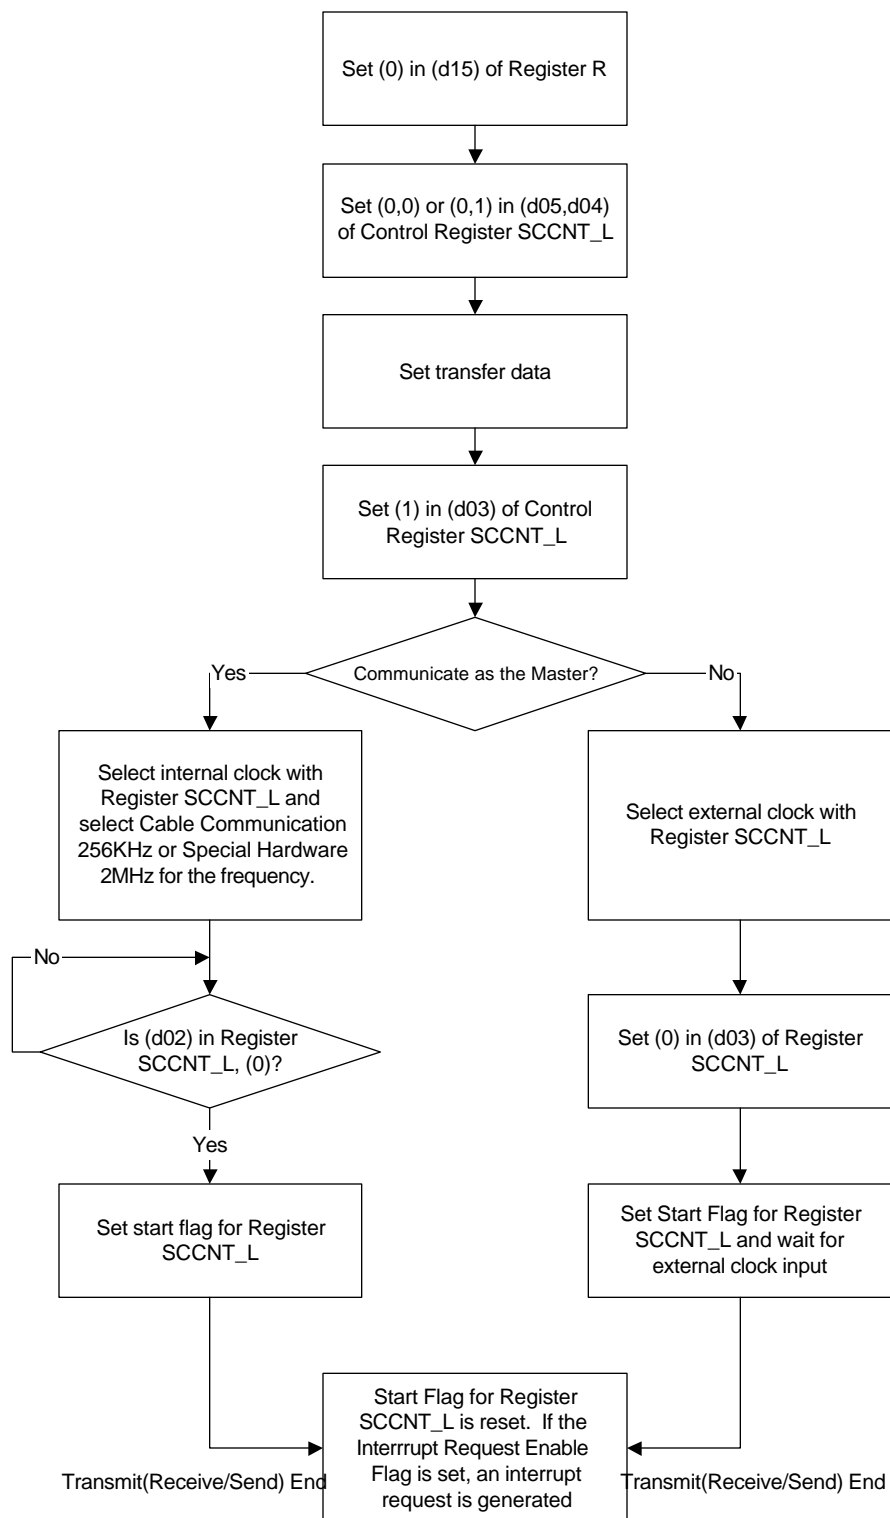 Set (0) in (d15) of Register R
Set (0,0) or (0,1) in (d05,d04)
of Control Register SCCNT_L
Set transfer data
Set (1) in (d03) of Control
Register SCCNT_L
Communicate as the Master?
Yes
No
Select internal clock with
Register SCCNT_L and
select Cable Communication
256KHz or Special Hardware
2MHz for the frequency.
Select external clock with
Register SCCNT_L
No
Is (d02) in Register
SCCNT_L, (0)?
Set (0) in (d03) of Register
SCCNT_L
Yes
Set start flag for Register
SCCNT_L
Set Start Flag for Register
SCCNT_L and wait for
external clock input
Start Flag for Register
SCCNT_L is reset. If the
Interrrupt Request Enable
Flag is set, an interrupt
request is generated
Transmit(Receive/Send) End
Transmit(Receive/Send) End